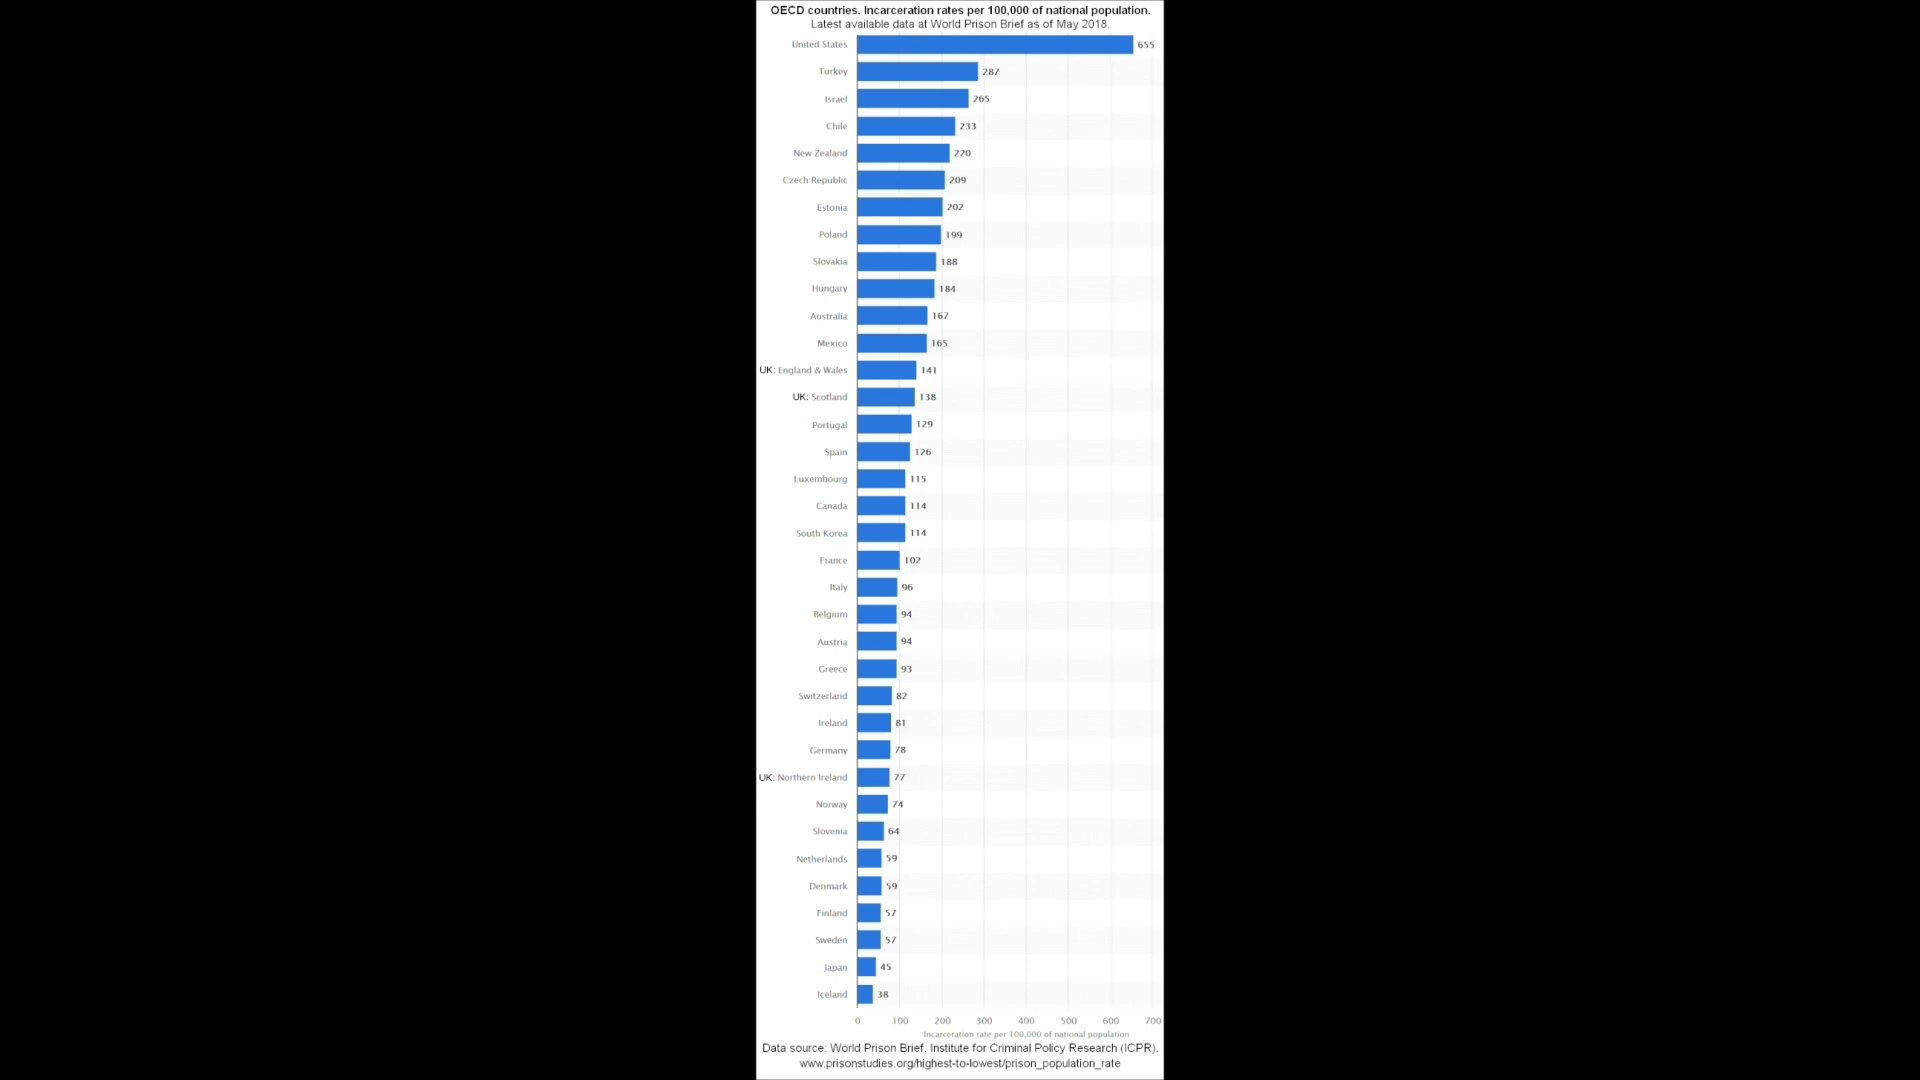 OECD countries. Incarceration rates per 100,000 of national population.
Latest available data at World Prison Brief as of May 2018.
United States 655
Turkey 287
Israel 265
Chile 233
New Zealand 220
Czech Republic 209
Estonia 202
Poland 199
Slovakia 188
Hungary 184
Australia 167
Mexico 165
UK: England & Wales 141
UK: Scotland 138
Portugal 129
Spain 126
Luxembourg 115
Canada 114
South Korea 114
France 102
Italy 96
Belgium 94
Austria 94
Greece 93
Switzerland 82
Ireland 81
Germany 78
UK: Northern Ireland 77
Norway 74
Slovenia 64
Netherlands 59
Denmark 59
Finland 57
Sweden 57
Japan 45
Iceland 38
0 100 200 300 400 500 600 700
Incarceration rate per 100,000 of national population
Data source: World Prison Brief. Institute for Criminal Policy Research (ICPR).
www.prisonstudies.org/highest-to-lowest/prison_population_rate